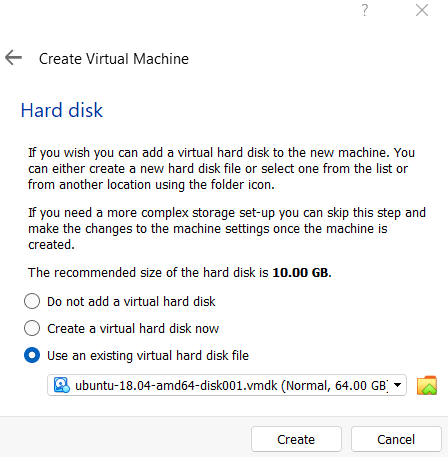 ?
Create Virtual Machine
Hard disk
If you wish you can add a virtual hard disk to the new machine. You
can either create a new hard disk file or select one from the list or
from another location using the folder icon.
If you need a more complex storage set-up you can skip this step and
make the changes to the machine settings once the machine is
created.
The recommended size of the hard disk is 10.00 GB.
Do not add a virtual hard disk
Create a virtual hard disk now
Use an existing virtual hard disk file
ubuntu-18.04-amd64-disk001.vmdk (Normal, 64.00 GB)
Create
Cancel